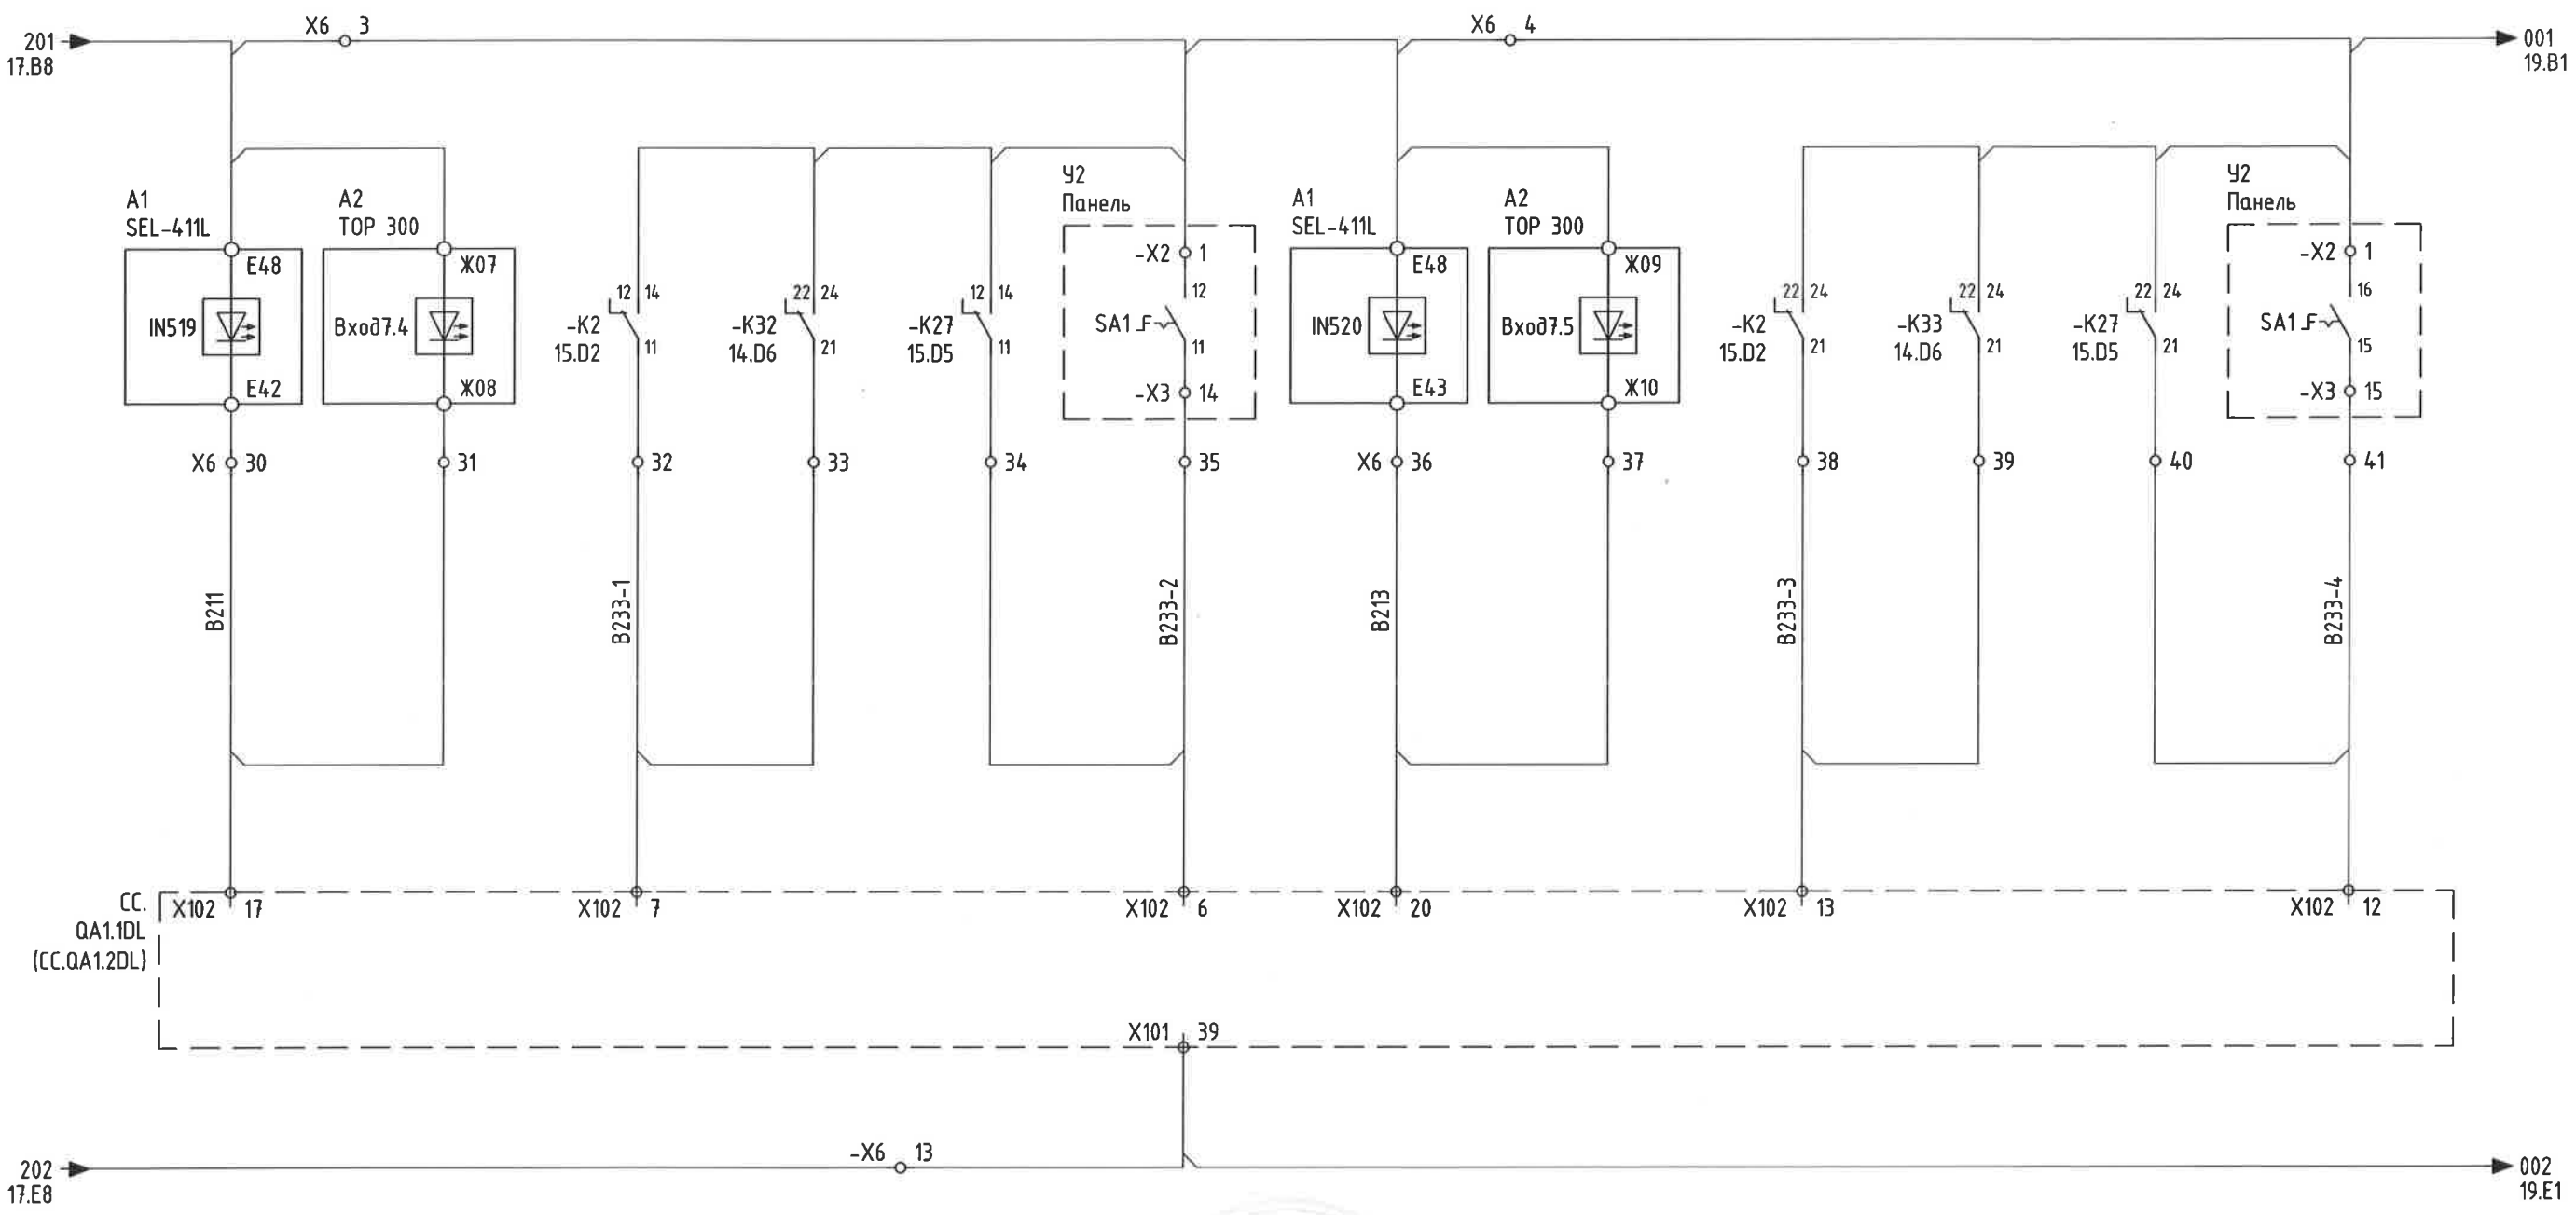 X6 3
X6 4
201
17.B8
001
19.B1
A1
SEL-411L
A2
TOP 300
У2
Панель
A1
SEL-411L
A2
TOP 300
У2
Панель
E48
Ж07
-X2 1
E48
Ж09
-X2 1
IN519
Вход7.4
12 14
-K2
15.D2
11
22 24
-K32
14.D6
21
12 14
-K27
15.D5
11
12
SA1
11
IN520
Вход7.5
22 24
-K2
15.D2
21
22 24
-K33
14.D6
21
22 24
-K27
15.D5
21
16
SA1
15
E42
Ж08
-X3 14
E43
Ж10
-X3 15
X6 30
31
32
33
34
35
X6 36
37
38
39
40
41
B211
B233-1
B233-2
B213
B233-3
B233-4
CC.
QA1.1DL
(CC.QA1.2DL)
X102 17
X102 7
X102 6
X102 20
X102 13
X102 12
X101 39
-X6 13
202
17.E8
002
19.E1